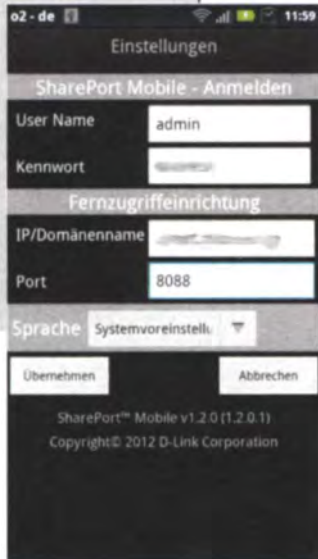 o2 - de 11:59
Einstellungen
SharePort Mobile - Anmelden
User Name admin
Kennwort
Fernzugriffeinrichtung
IP/Domänenname
Port 8088
Sprache Systemvoreinstellu
Übernehmen Abbrechen
SharePort™ Mobile v1.2.0 (1.2.0.1)
Copyright© 2012 D-Link Corporation